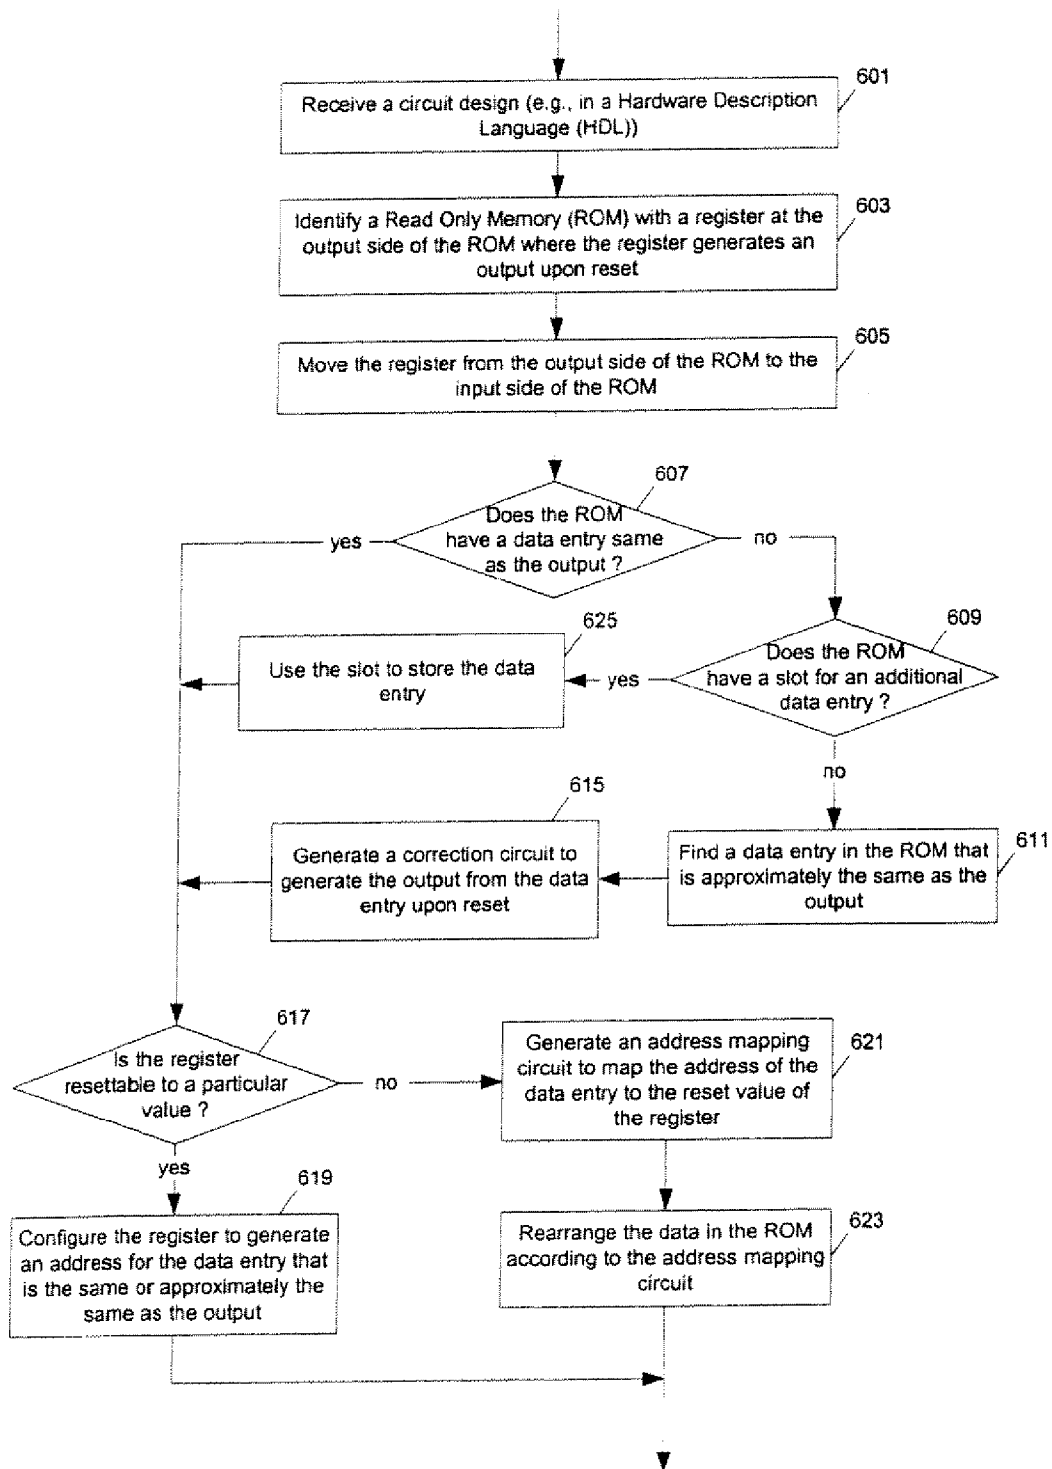 601
Receive a circuit design (e.g., in a Hardware Description
Language (HDL))
603
Identify a Read Only Memory (ROM) with a register at the
output side of the ROM where the register generates an
output upon reset
605
Move the register from the output side of the ROM to the
input side of the ROM
607
Does the ROM
have a data entry same
as the output ?
yes
no
609
Does the ROM
have a slot for an additional
data entry ?
625
Use the slot to store the data
entry
yes
no
615
Generate a correction circuit to
generate the output from the data
entry upon reset
611
Find a data entry in the ROM that
is approximately the same as the
output
617
Is the register
resettable to a particular
value ?
no
yes
621
Generate an address mapping
circuit to map the address of the
data entry to the reset value of
the register
619
Configure the register to generate
an address for the data entry that
is the same or approximately the
same as the output
623
Rearrange the data in the ROM
according to the address mapping
circuit